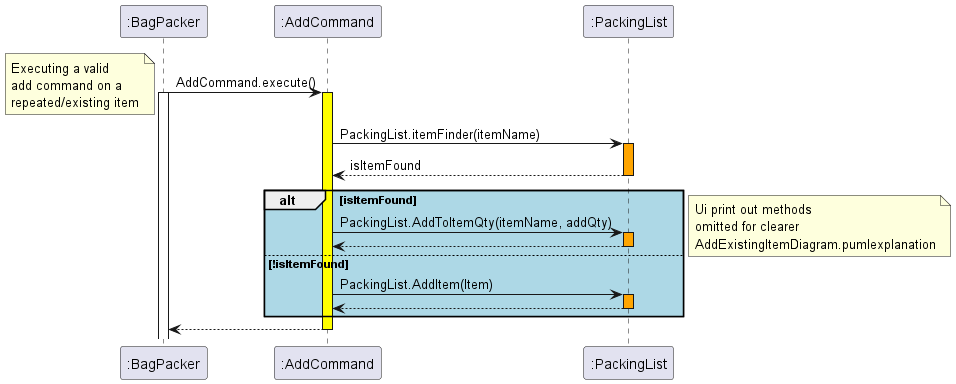 :BagPacker
:AddCommand
:PackingList
Executing a valid
add command on a
repeated/existing item
AddCommand.execute()
PackingList.itemFinder(itemName)
isItemFound
alt
[isItemFound]
PackingList.AddToItemQty(itemName, addQty)
Ui print out methods
omitted for clearer
AddExistingItemDiagram.pumlexplanation
[!isItemFound]
PackingList.AddItem(Item)
:BagPacker
:AddCommand
:PackingList